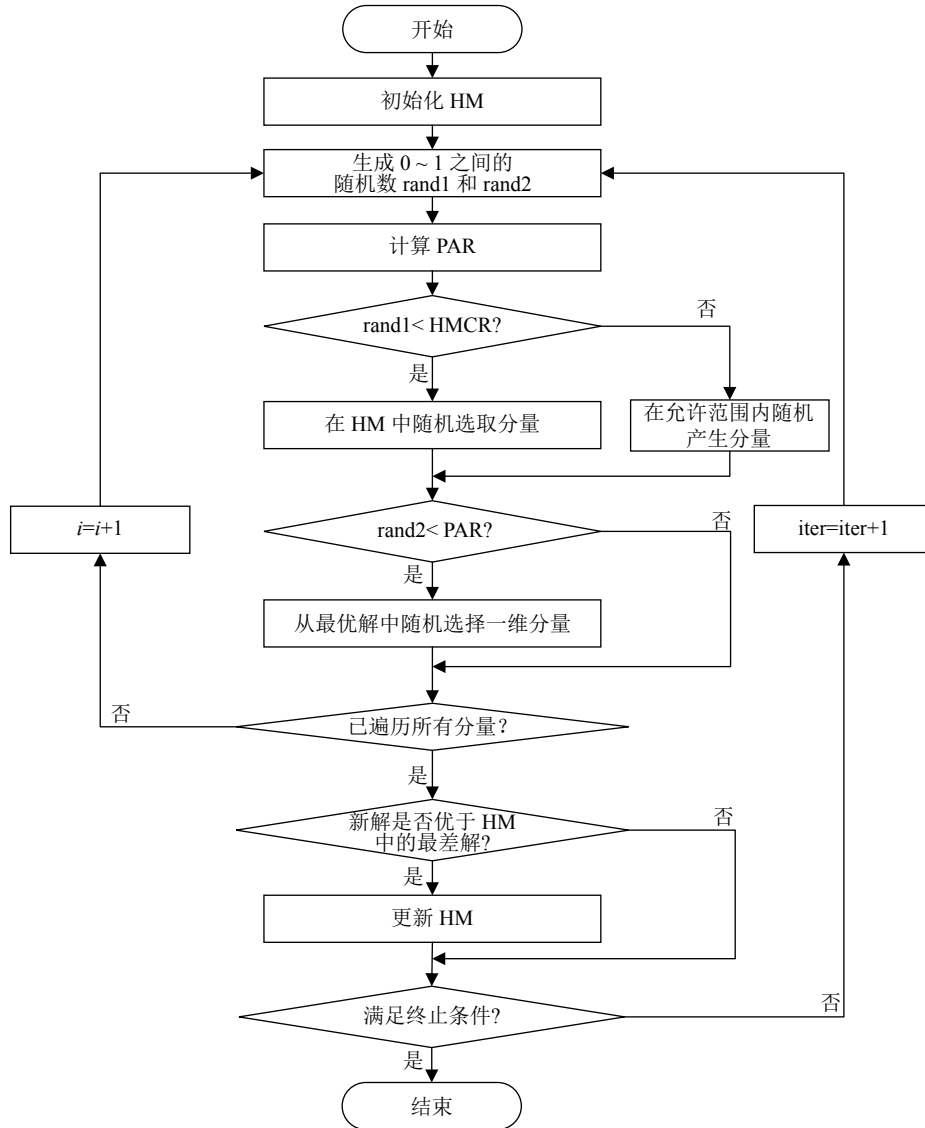 开始
初始化 HM
生成 0 ~ 1 之间的
随机数 rand1 和 rand2
计算 PAR
rand1< HMCR?
否
是
在 HM 中随机选取分量
在允许范围内随机
产生分量
i=i+1
rand2< PAR?
否
iter=iter+1
是
从最优解中随机选择一维分量
否
已遍历所有分量？
是
新解是否优于 HM
中的最差解?
否
是
更新 HM
满足终止条件?
否
是
结束